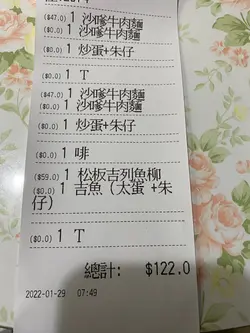 ($47.0) 1 沙嗲牛肉麵
($0.0) 1 沙嗲牛肉麵
($0.0) 1 炒蛋+朱仔
($0.0) 1 T
($47.0) 1 沙嗲牛肉麵
($0.0) 1 沙嗲牛肉麵
($0.0) 1 炒蛋+朱仔
($0.0) 1 啡
($59.0) 1 松板吉列魚柳
($0.0) 1 吉魚（太蛋 +朱
仔）
($0.0) 1 T
總計: $122.0
2022-01-29 07:49